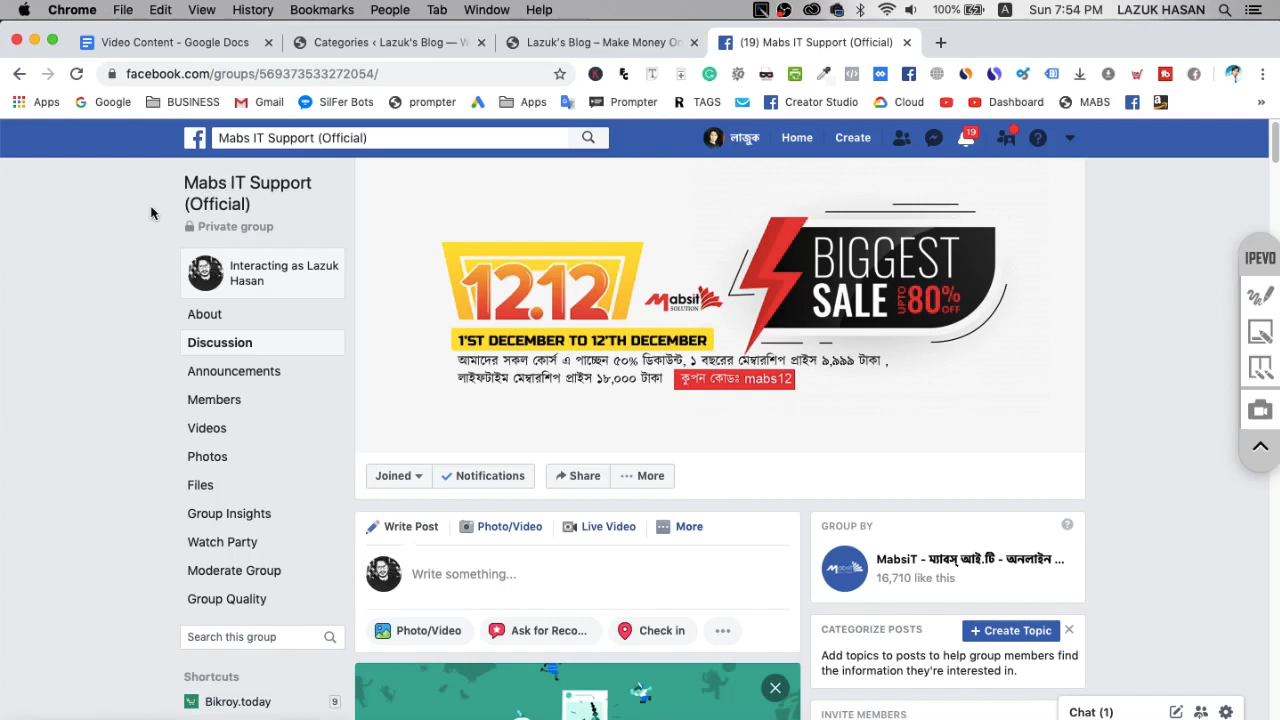 Chrome File Edit View History Bookmarks People Tab Window Help 100% Sun 7:54 PM LAZUK HASAN
Video Content - Google Docs
Categories ‹ Lazuk's Blog — W
Lazuk's Blog – Make Money On
(19) Mabs IT Support (Official)
facebook.com/groups/569373533272054/
Apps Google BUSINESS Gmail SilFer Bots prompter Apps Prompter TAGS Creator Studio Cloud Dashboard MABS
Mabs IT Support (Official)
লাজুক Home Create 19
Mabs IT Support
(Official)
Private group
Interacting as Lazuk
Hasan
About
Discussion
Announcements
Members
Videos
Photos
Files
Group Insights
Watch Party
Moderate Group
Group Quality
Search this group
Shortcuts
Bikroy.today 9
12.12
Mabsit
SOLUTION
BIGGEST
SALE UPTO 80% OFF
1'ST DECEMBER TO 12'TH DECEMBER
আমাদের সকল কোর্স এ পাচ্ছেন ৫০% ডিকাউন্ট, ১ বছরের মেম্বারশিপ প্রাইস ৯,৯৯৯ টাকা ,
লাইফটাইম মেম্বারশিপ প্রাইস ১৮,০০০ টাকা কুপন কোডঃ mabs12
Joined Notifications Share More
Write Post Photo/Video Live Video More
Write something...
Photo/Video Ask for Reco... Check in
GROUP BY
MabsiT - ম্যাবস আই.টি - অনলাইন ...
16,710 like this
CATEGORIZE POSTS + Create Topic
Add topics to posts to help group members find
the information they're interested in.
INVITE MEMBERS
Chat (1)
IPEVO